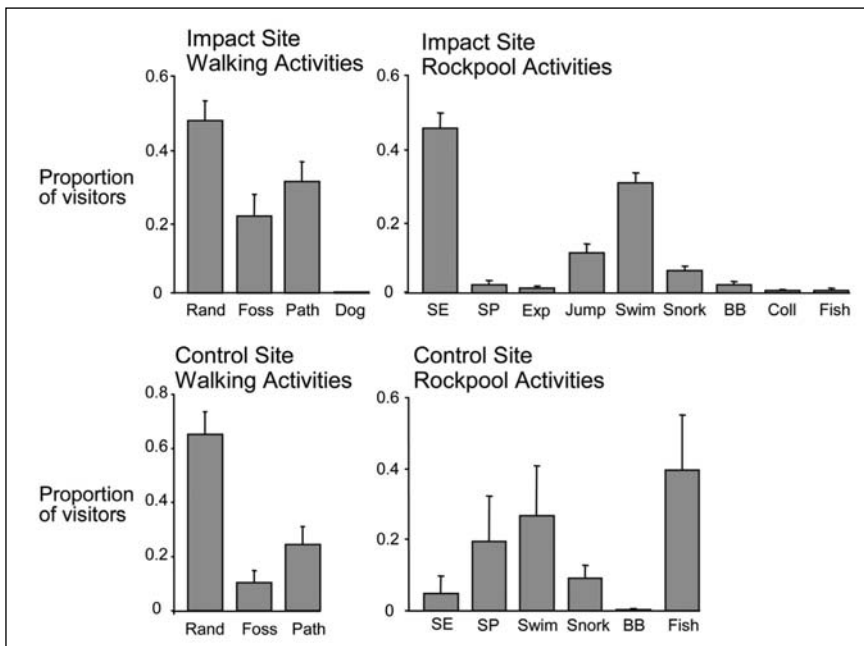 Impact Site
Walking Activities
Proportion
of visitors
0.6
0.4
0.2
0
Rand Foss Path Dog
Impact Site
Rockpool Activities
0.6
0.4
0.2
0
SE SP Exp Jump Swim Snork BB Coll Fish
Control Site
Walking Activities
Proportion
of visitors
0.8
0.6
0.4
0.2
0
Rand Foss Path
Control Site
Rockpool Activities
0.6
0.4
0.2
0
SE SP Swim Snork BB Fish